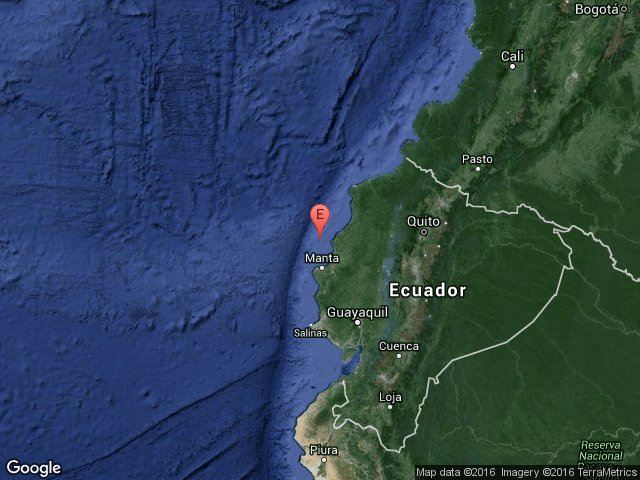 Bogotá
Cali
Pasto
E
Quito
Manta
Ecuador
Guayaquil
Salinas
Cuenca
Loja
Piura
Reserva
Nacional
Google
Map data ©2016 Imagery ©2016 TerraMetrics